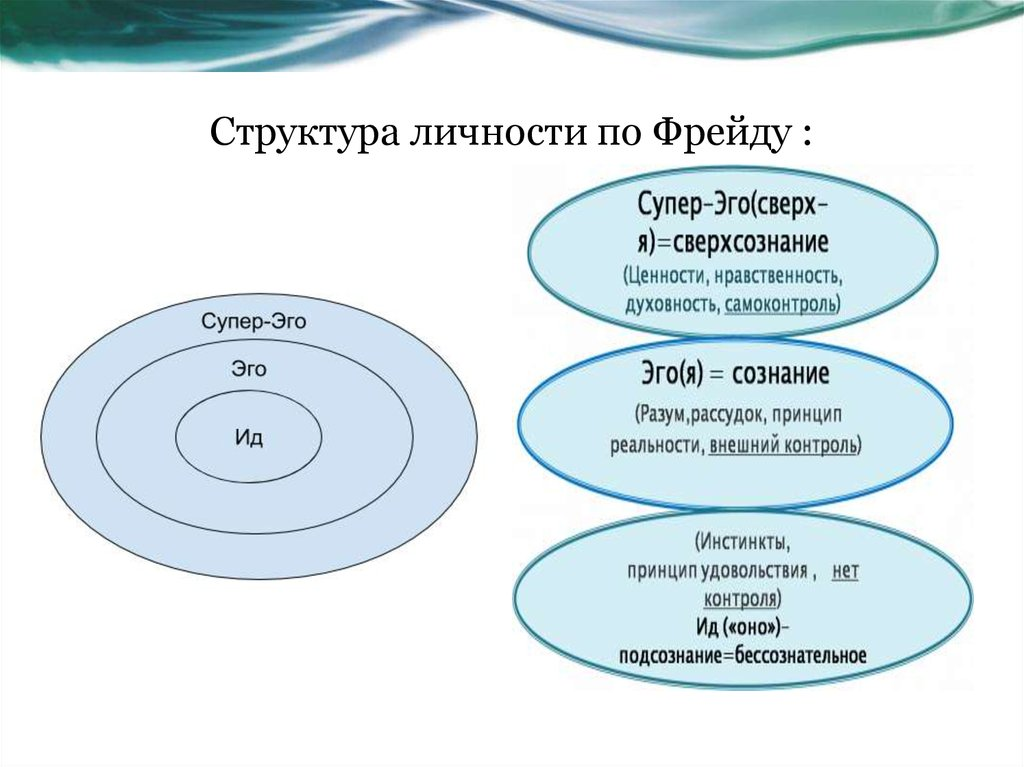 Структура личности по Фрейду :
Супер-Эго
Эго
Ид
Супер-Эго(сверх-
я)=сверхсознание
(Ценности, нравственность,
духовность, самоконтроль)
Эго(я) = сознание
(Разум,рассудок, принцип
реальности, внешний контроль)
(Инстинкты,
принцип удовольствия , нет
контроля)
Ид («оно»)-
подсознание=бессознательное